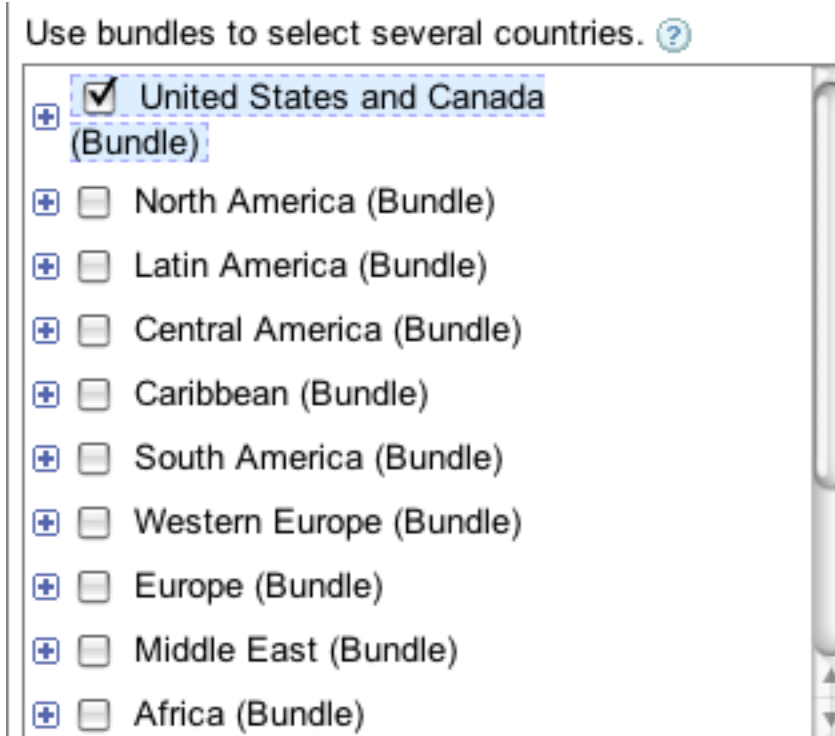 Use bundles to select several countries. ?
United States and Canada
(Bundle)
North America (Bundle)
Latin America (Bundle)
Central America (Bundle)
Caribbean (Bundle)
South America (Bundle)
Western Europe (Bundle)
Europe (Bundle)
Middle East (Bundle)
Africa (Bundle)